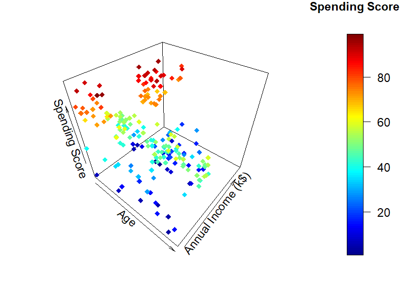 Spending Score
Spending Score
Age
Annual Income (k$)
80
60
40
20